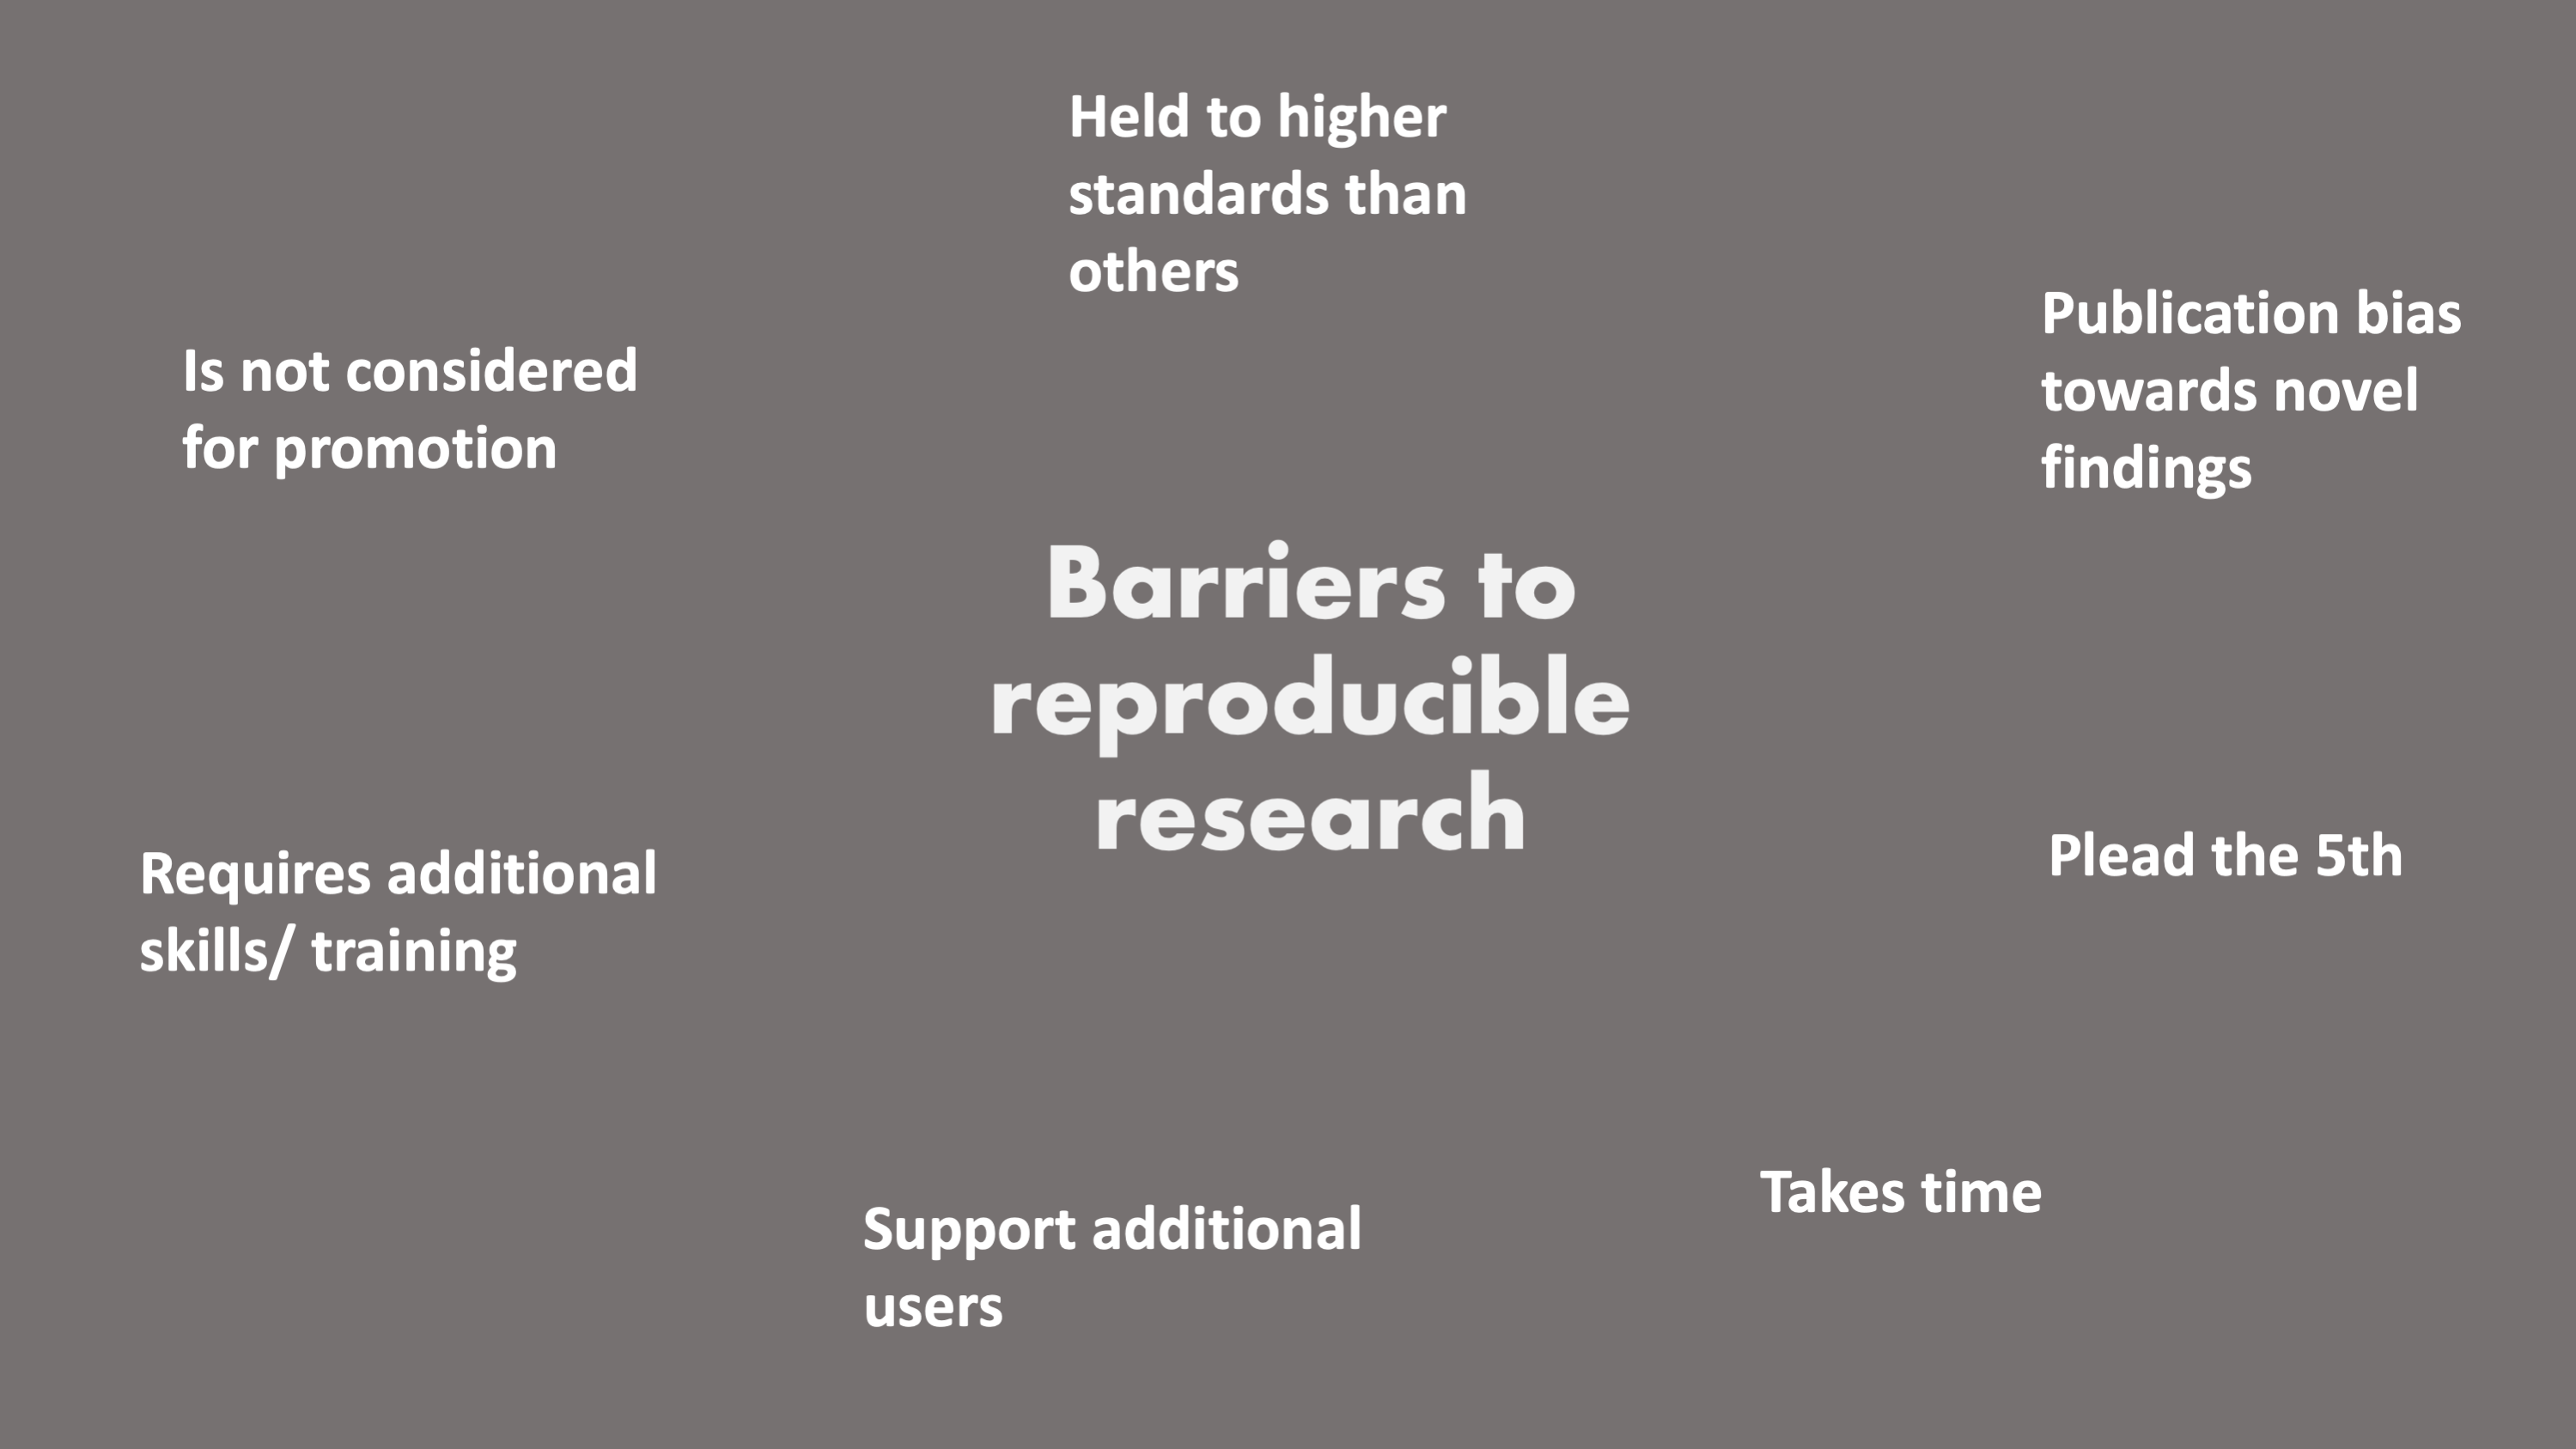 Held to higher
standards than
others
Is not considered
for promotion
Publication bias
towards novel
findings
Barriers to
reproducible
research
Requires additional
skills/ training
Plead the 5th
Support additional
users
Takes time